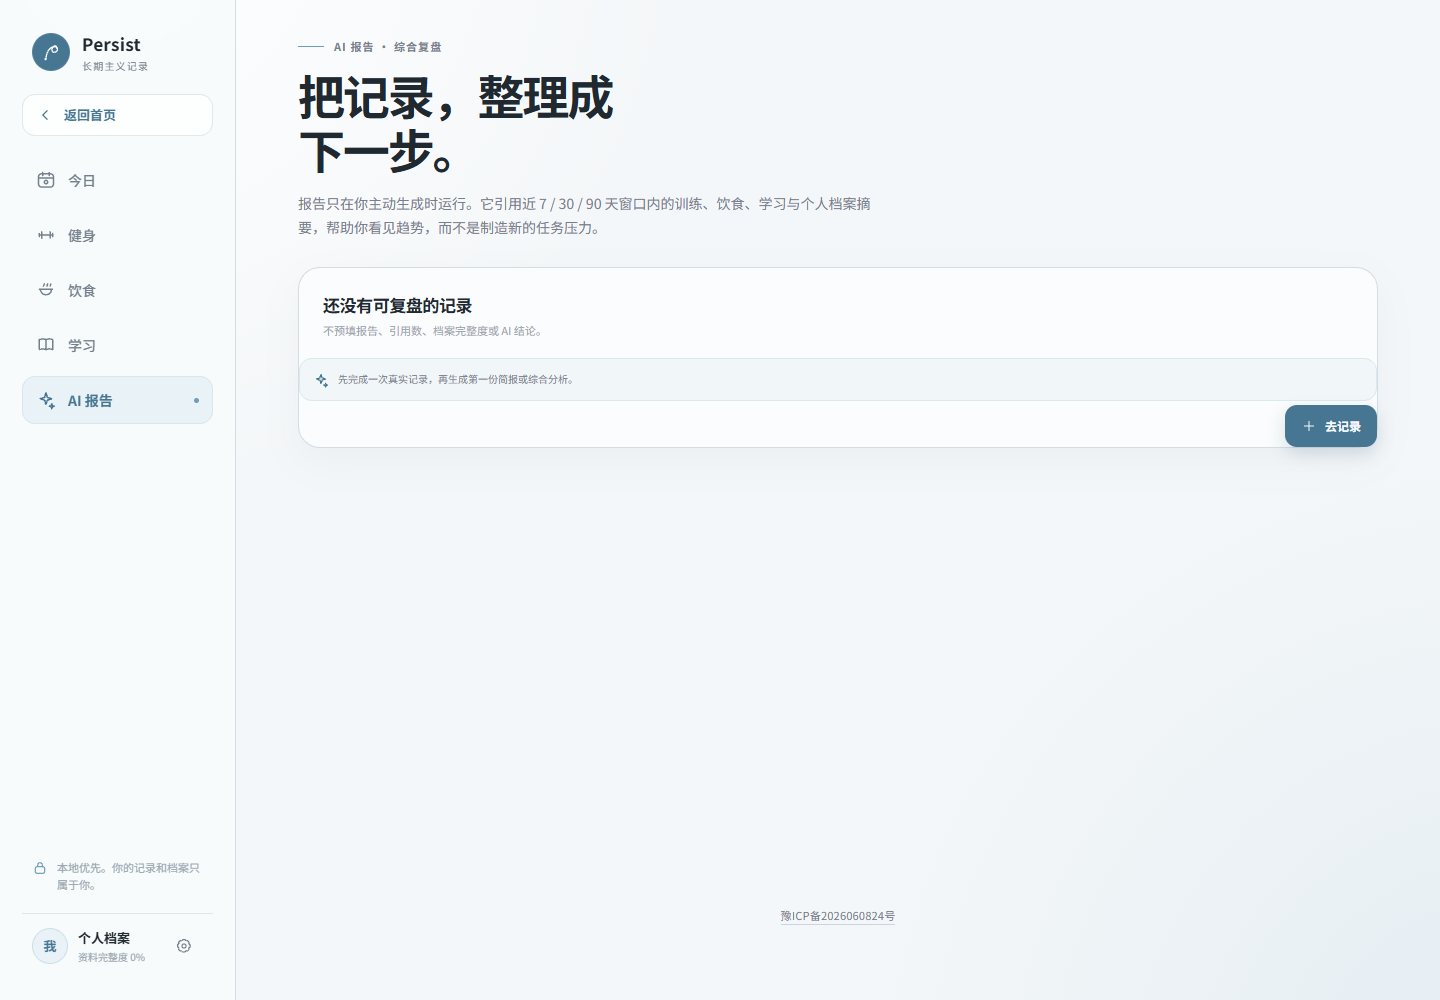 Persist
长期主义记录
返回首页
今日
健身
饮食
学习
AI 报告
本地优先。你的记录和档案只
属于你。
我
个人档案
资料完整度 0%
AI 报告 · 综合复盘
把记录，整理成
下一步。
报告只在你主动生成时运行。它引用近 7 / 30 / 90 天窗口内的训练、饮食、学习与个人档案摘
要，帮助你看见趋势，而不是制造新的任务压力。
还没有可复盘的记录
不预填报告、引用数、档案完整度或 AI 结论。
先完成一次真实记录，再生成第一份简报或综合分析。
去记录
豫ICP备2026060824号